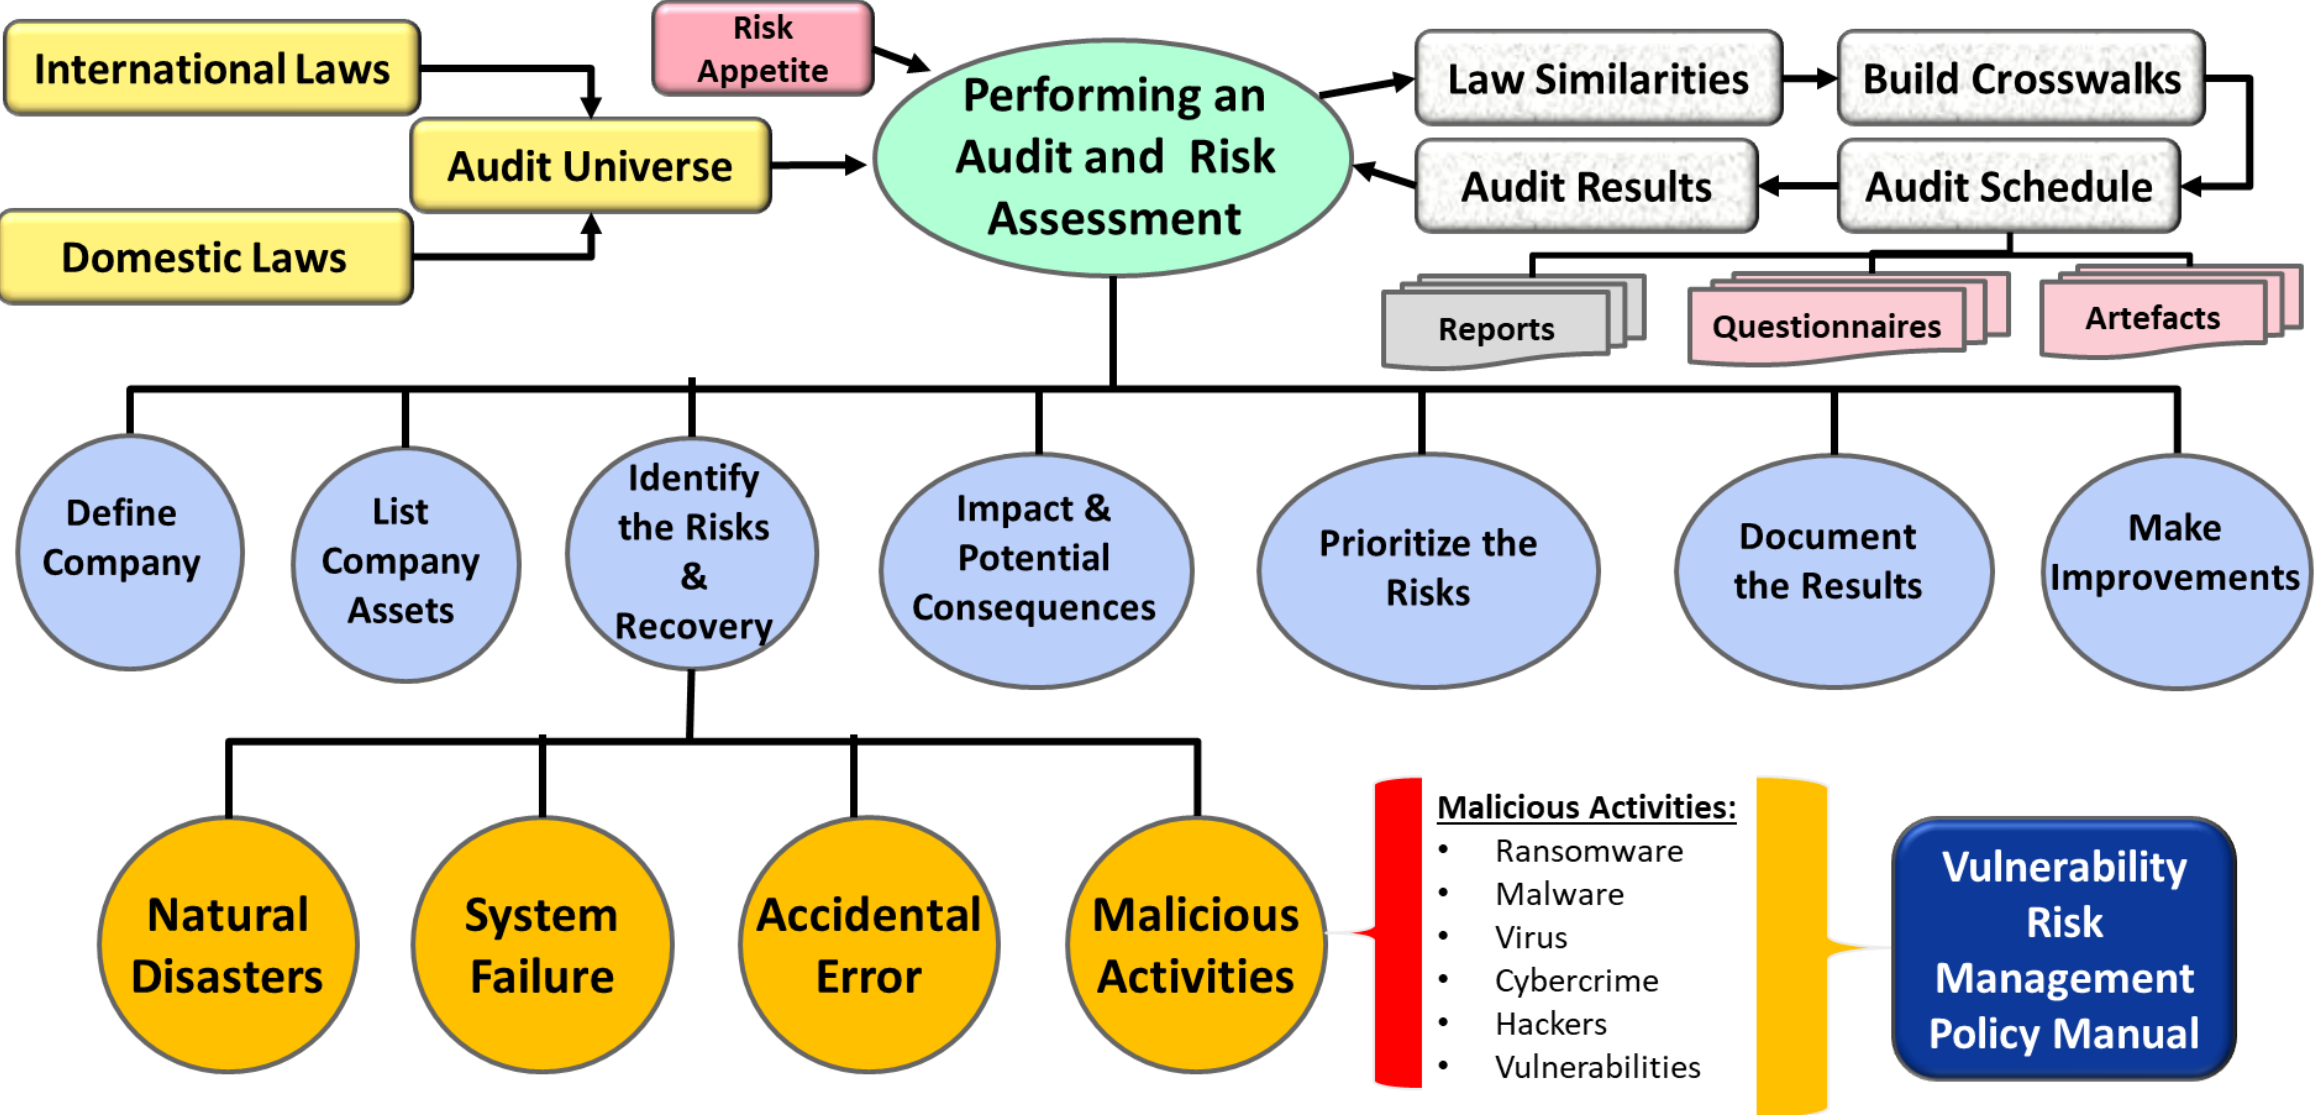 International Laws
Risk
Appetite
Audit Universe
Domestic Laws
Performing an
Audit and Risk
Assessment
Law Similarities
Build Crosswalks
Audit Results
Audit Schedule
Reports
Questionnaires
Artefacts
Define
Company
List
Company
Assets
Identify
the Risks
&
Recovery
Impact &
Potential
Consequences
Prioritize the
Risks
Document
the Results
Make
Improvements
Natural
Disasters
System
Failure
Accidental
Error
Malicious
Activities
Malicious Activities:
• Ransomware
• Malware
• Virus
• Cybercrime
• Hackers
• Vulnerabilities
Vulnerability
Risk
Management
Policy Manual